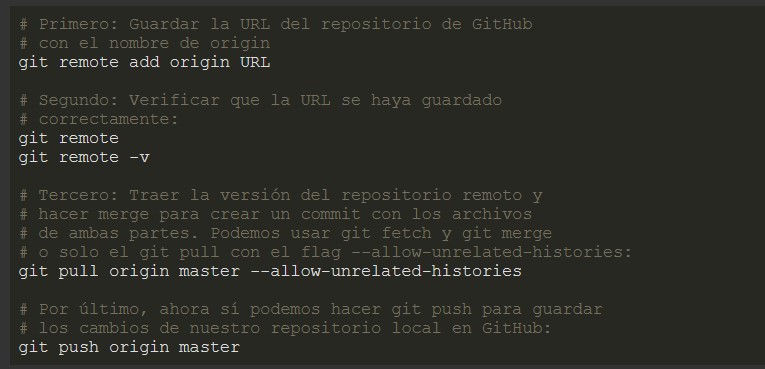 # Primero: Guardar la URL del repositorio de GitHub
# con el nombre de origin
git remote add origin URL
# Segundo: Verificar que la URL se haya guardado
# correctamente:
git remote
git remote -v
# Tercero: Traer la versión del repositorio remoto y
# hacer merge para crear un commit con los archivos
# de ambas partes. Podemos usar git fetch y git merge
# o solo el git pull con el flag --allow-unrelated-histories:
git pull origin master --allow-unrelated-histories
# Por último, ahora sí podemos hacer git push para guardar
# los cambios de nuestro repositorio local en GitHub:
git push origin master